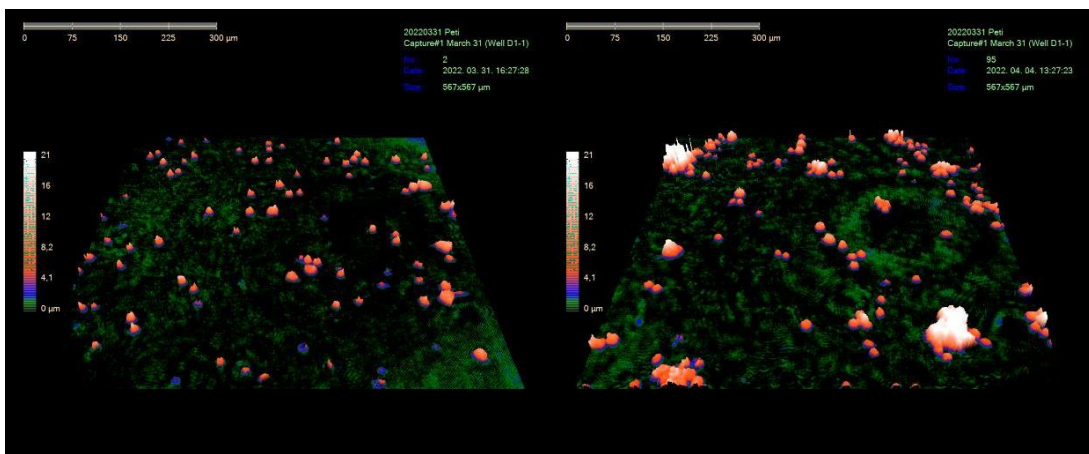 0 75 150 225 300 µm
20220331 Peti
Capture#1 March 31 (Well D1-1)
No: 2
Date: 2022. 03. 31. 16:27:28
Size: 567x567 µm
21
16
12
8,2
4,1
0 µm
0 75 150 225 300 µm
20220331 Peti
Capture#1 March 31 (Well D1-1)
No: 95
Date: 2022. 04. 04. 13:27:23
Size: 567x567 µm
21
16
12
8,2
4,1
0 µm